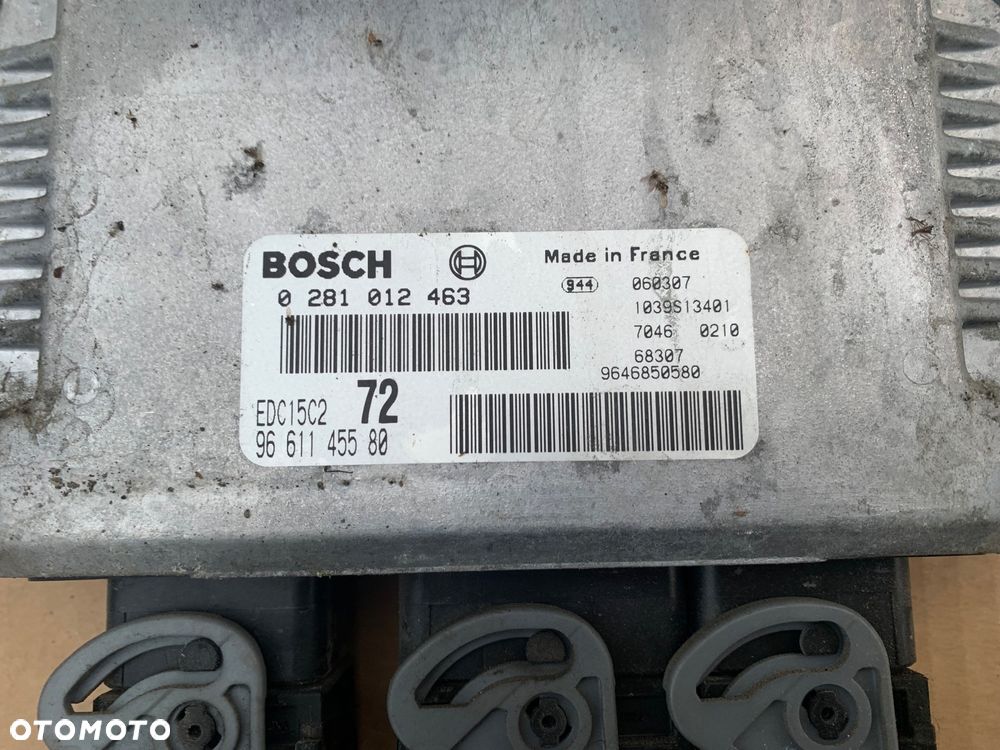 BOSCH
Made in France
0 281 012 463
944 060307
1039S13401
7046 0210
68307
9646850580
EDC15C2 72
96 611 455 80
OTOMOTO
OTOMOTO